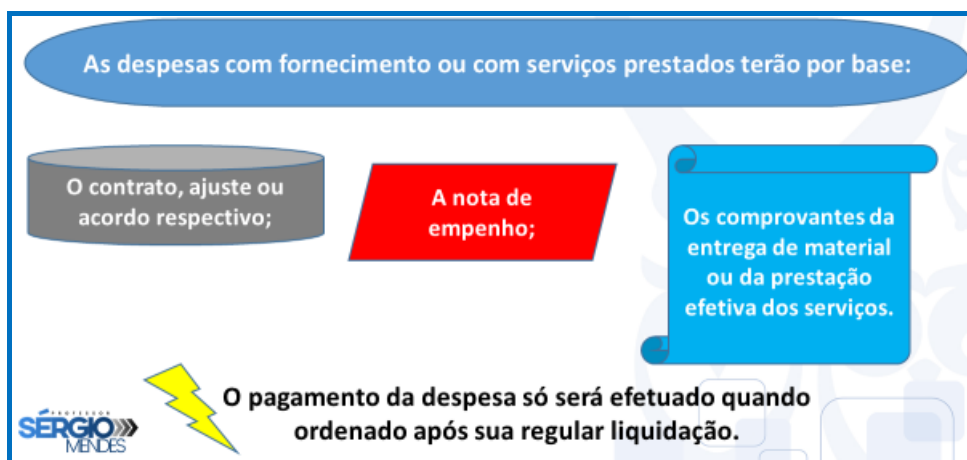 As despesas com fornecimento ou com serviços prestados terão por base:
O contrato, ajuste ou
acordo respectivo;
A nota de
empenho;
Os comprovantes da
entrega de material
ou da prestação
efetiva dos serviços.
O pagamento da despesa só será efetuado quando
ordenado após sua regular liquidação.
PROFESSOR
SÉRGIO
MENDES